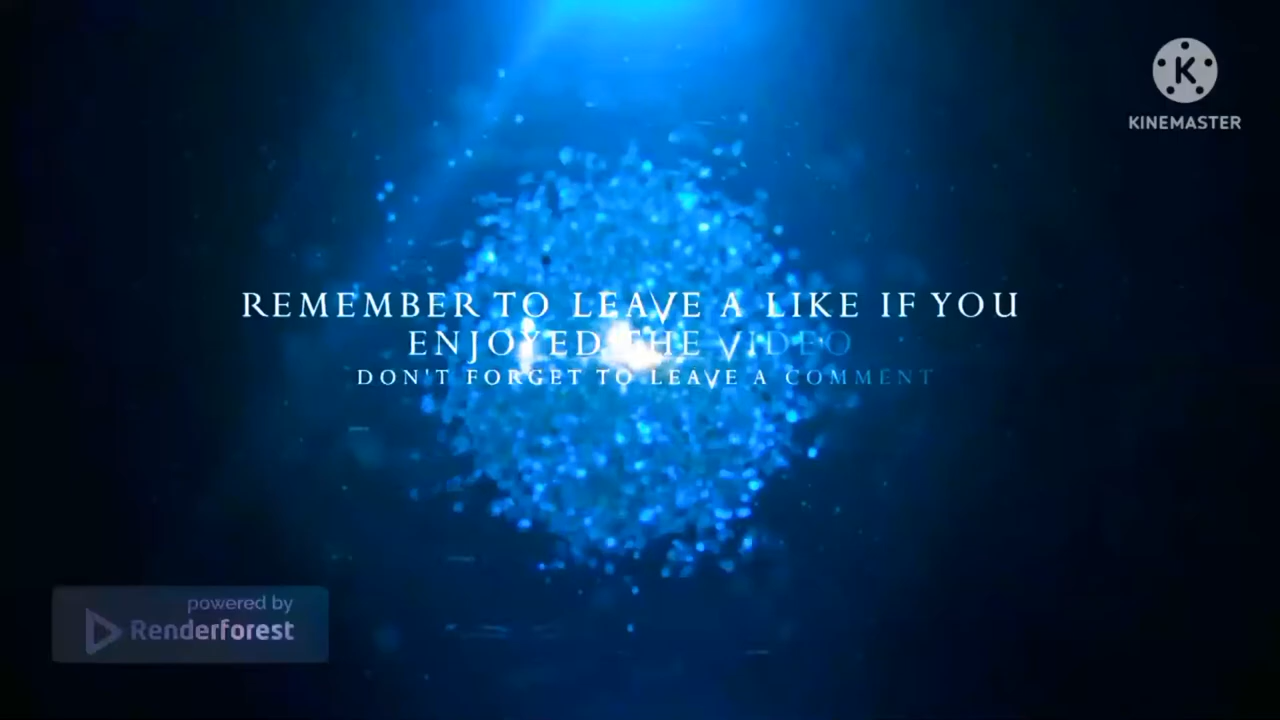 K
KINEMASTER
REMEMBER TO LEAVE A LIKE IF YOU
ENJOYED THE VIDEO
DON'T FORGET TO LEAVE A COMMENT
powered by
Renderforest